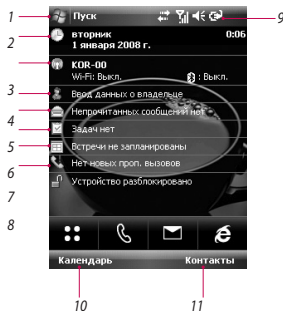 1 Пуск 9
2 вторник 0:06
1 января 2008 г.
KOR-00
Wi-Fi: Выкл. : Выкл.
3 Ввод данных о владельце
4 Непрочитанных сообщений нет
5 Задач нет
6 Встречи не запланированы
7 Нет новых проп. вызовов
8 Устройство разблокировано
Календарь Контакты
10 11